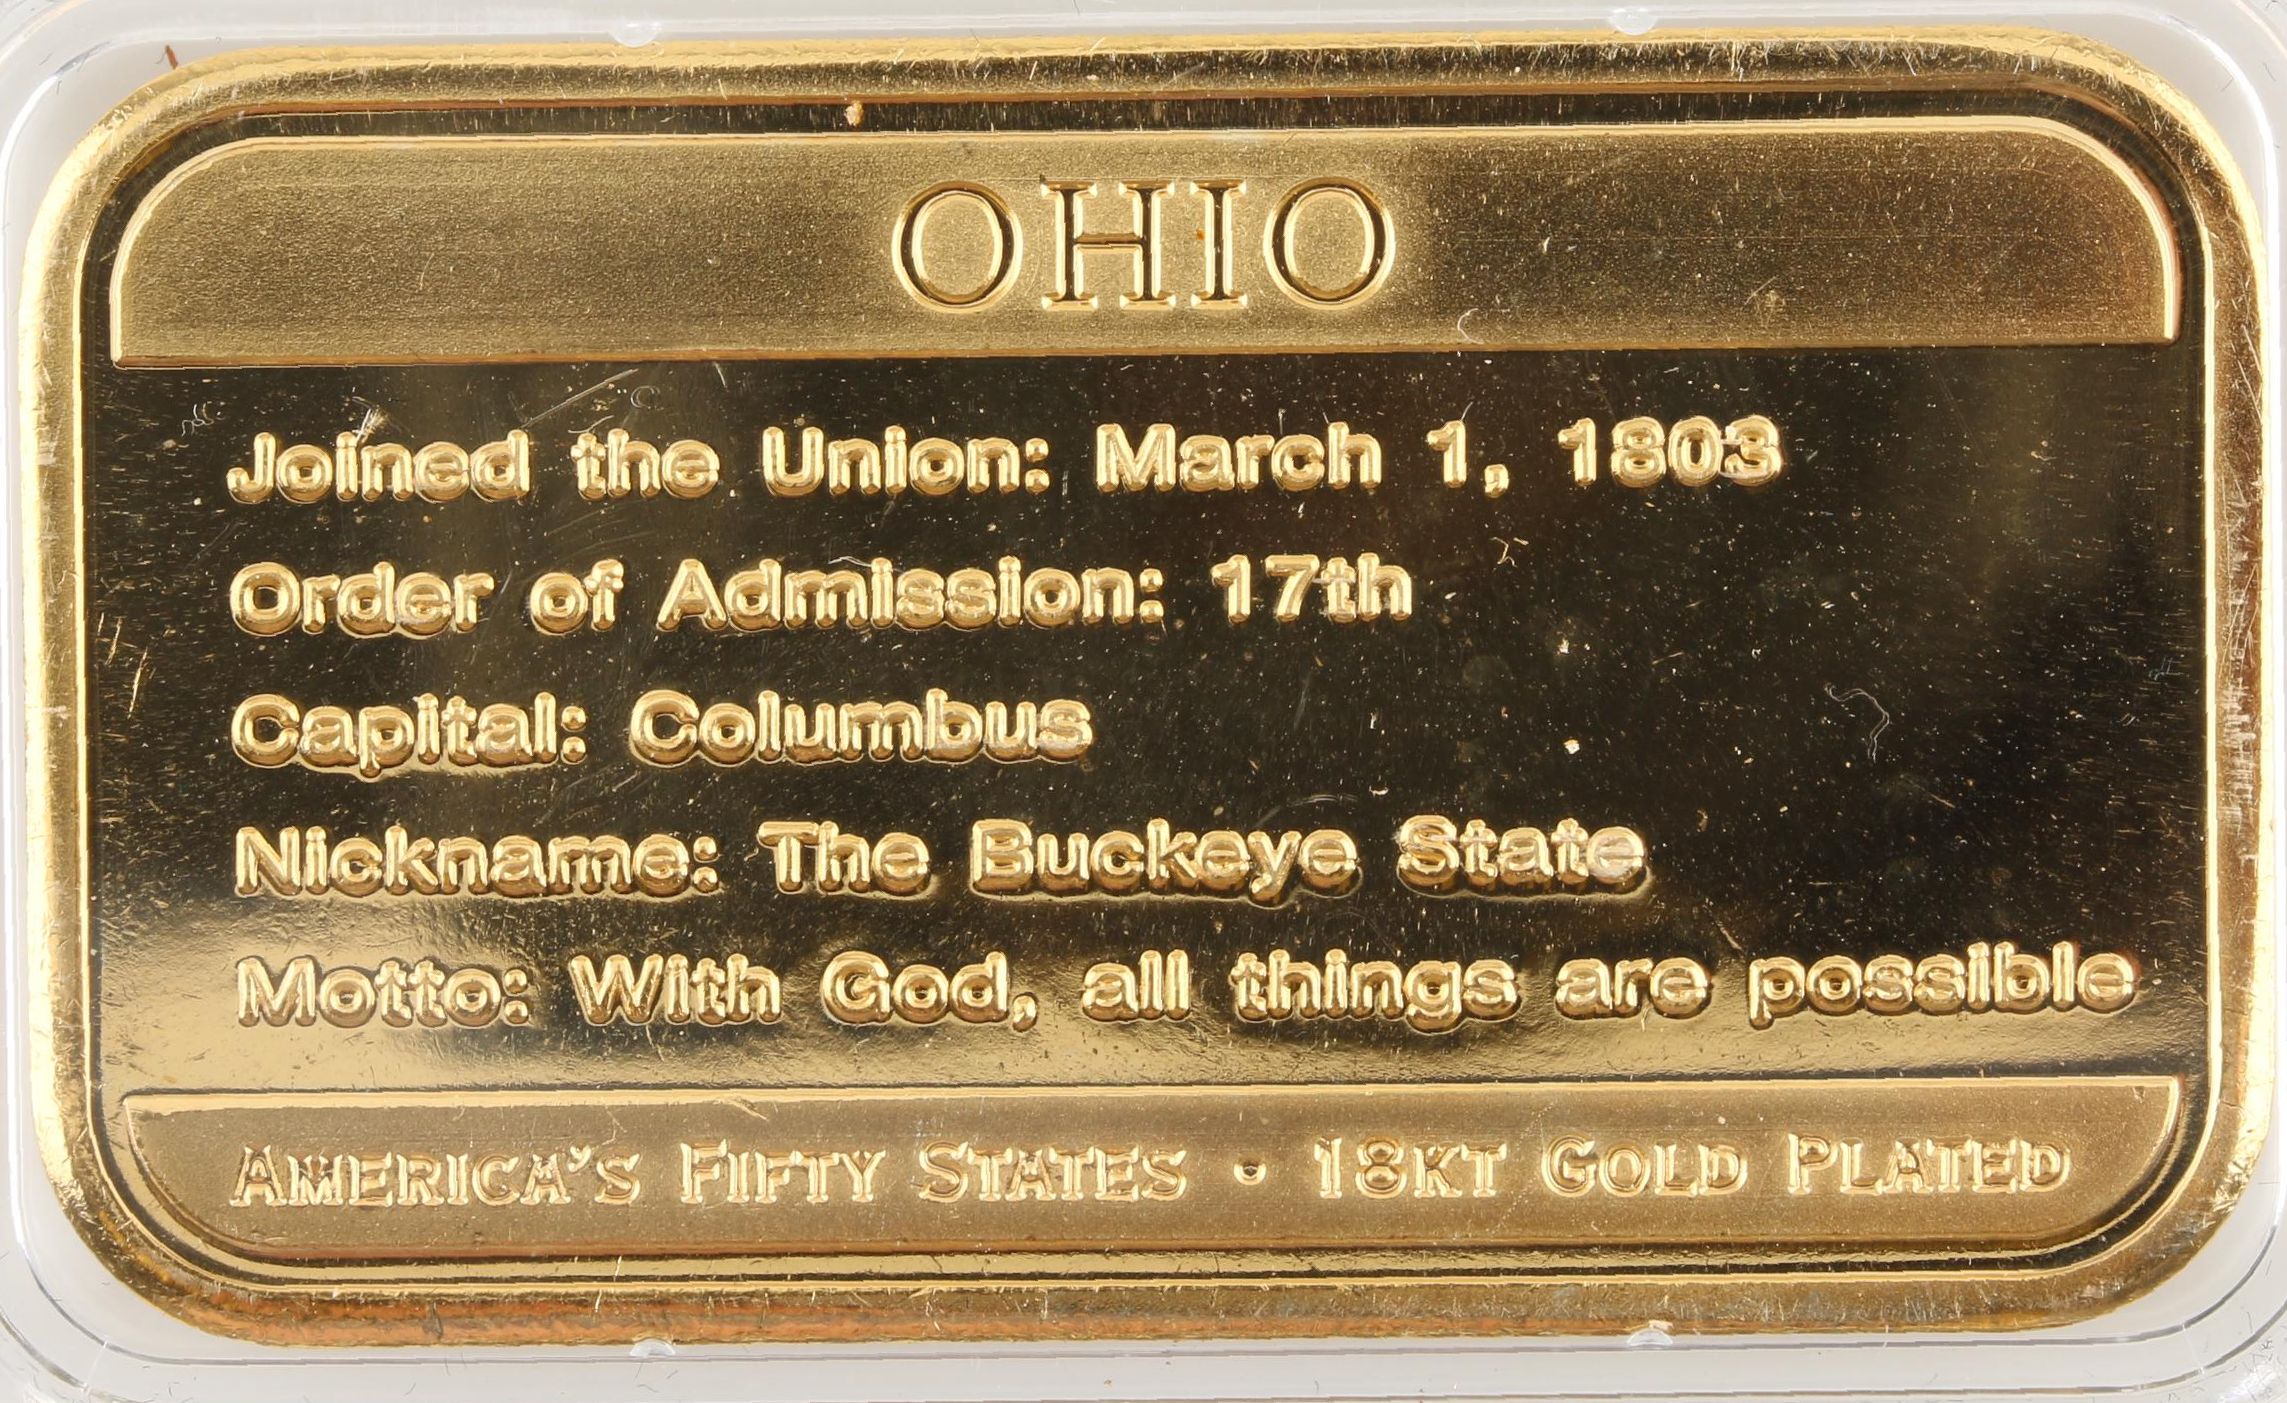 OHIO
Joined the Union: March 1, 1803
Order of Admission: 17th
Capital: Columbus
Nickname: The Buckeye State
Motto: With God, all things are possible
AMERICA'S FIFTY STATES • 18KT GOLD PLATED